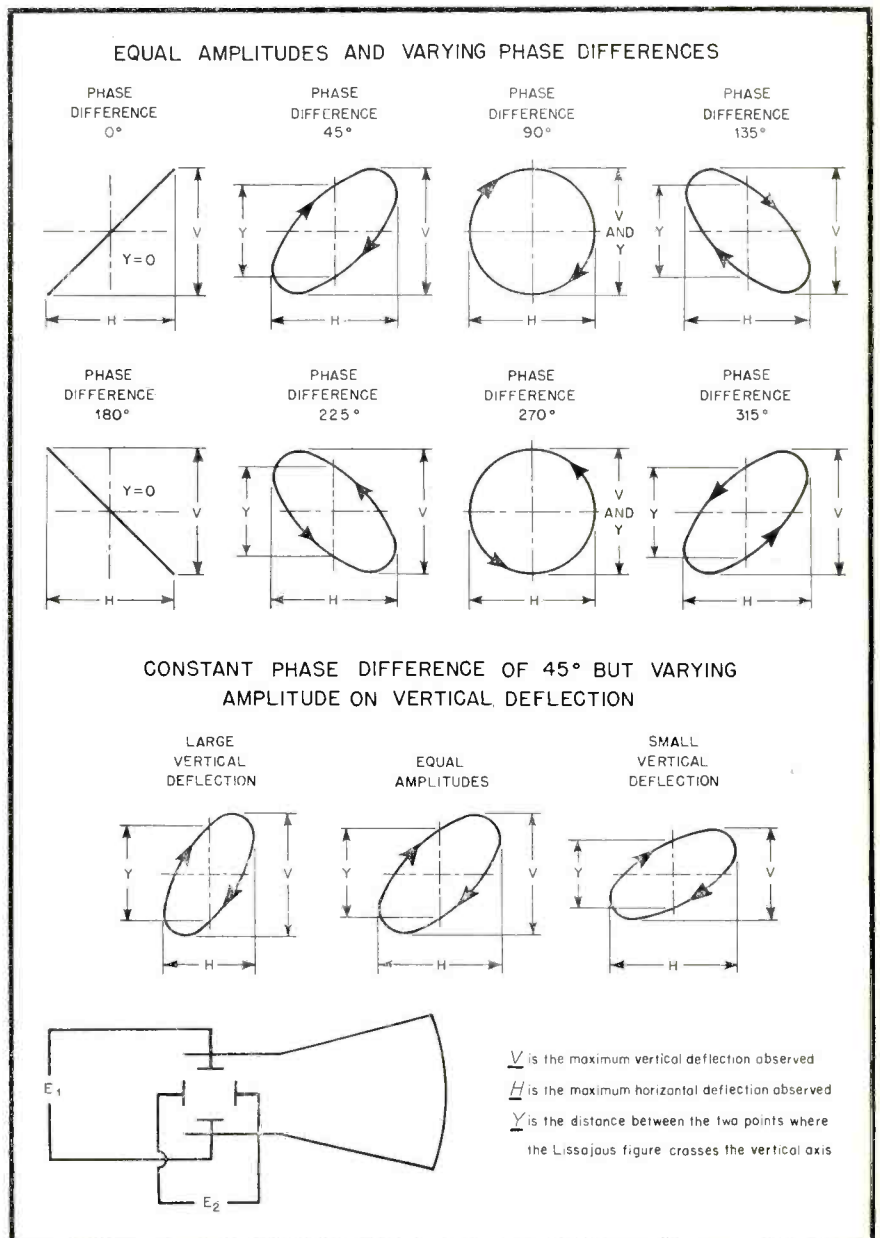 EQUAL AMPLITUDES AND VARYING PHASE DIFFERENCES
PHASE
DIFFERENCE
0°
PHASE
DIFFERENCE
45°
PHASE
DIFFERENCE
90°
PHASE
DIFFERENCE
135°
Y=0
V
H
Y
V
H
V
AND
Y
H
Y
V
H
PHASE
DIFFERENCE
180°
PHASE
DIFFERENCE
225°
PHASE
DIFFERENCE
270°
PHASE
DIFFERENCE
315°
Y=0
V
H
Y
V
H
V
AND
Y
H
Y
V
H
CONSTANT PHASE DIFFERENCE OF 45° BUT VARYING
AMPLITUDE ON VERTICAL DEFLECTION
LARGE
VERTICAL
DEFLECTION
EQUAL
AMPLITUDES
SMALL
VERTICAL
DEFLECTION
Y
V
H
Y
V
H
Y
V
H
E1
E2
V is the maximum vertical deflection observed
H is the maximum horizontal deflection observed
Y is the distance between the two points where
the Lissajous figure crosses the vertical axis